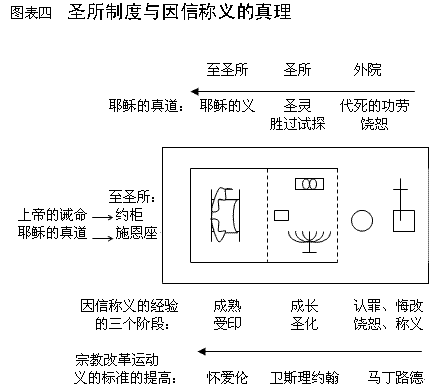 图表四 圣所制度与因信称义的真理
至圣所 圣所 外院
耶稣的真道： 耶稣的义 圣灵 代死的功劳
胜过试探 饶恕
至圣所：
上帝的诫命 约柜
耶稣的真道 施恩座
因信称义的经验 成熟 成长 认罪、悔改
的三个阶段： 受印 圣化 饶恕、称义
宗教改革运动
义的标准的提高： 怀爱伦 卫斯理约翰 马丁路德